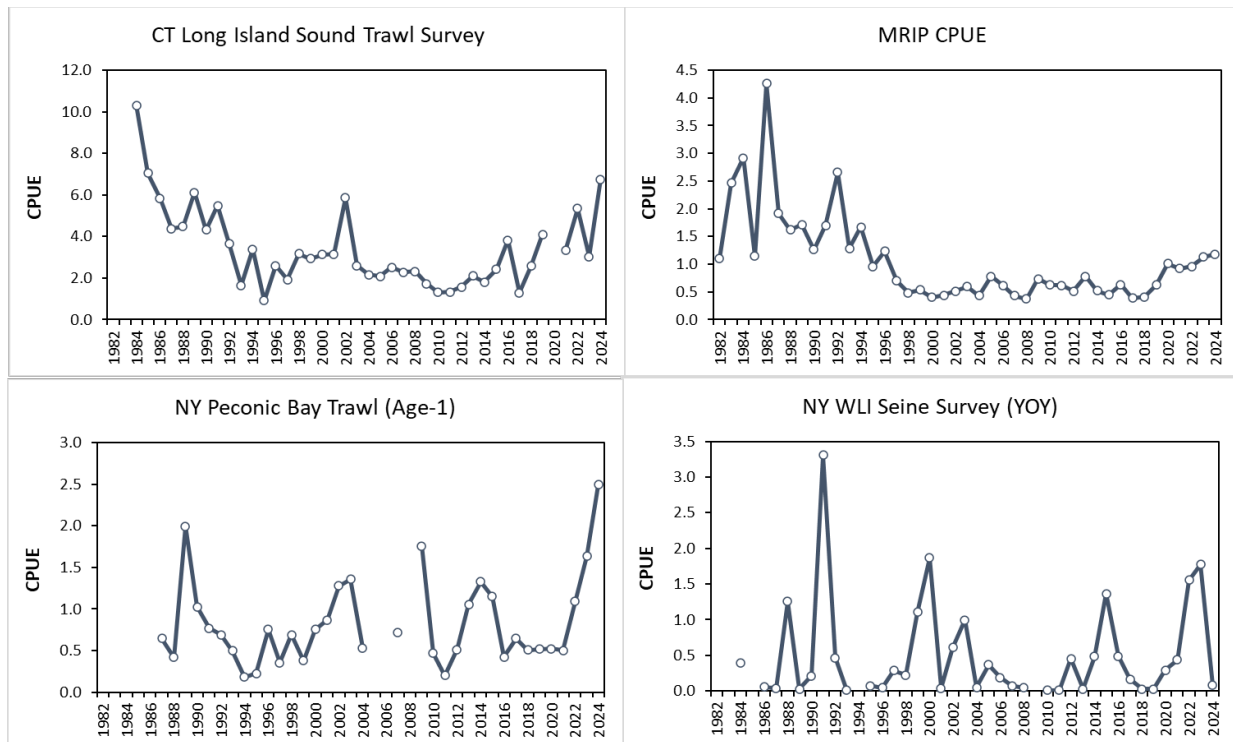 CT Long Island Sound Trawl Survey
CPUE
12.0
10.0
8.0
6.0
4.0
2.0
0.0
1982 1984 1986 1988 1990 1992 1994 1996 1998 2000 2002 2004 2006 2008 2010 2012 2014 2016 2018 2020 2022 2024
MRIP CPUE
CPUE
4.5
4.0
3.5
3.0
2.5
2.0
1.5
1.0
0.5
0.0
1982 1984 1986 1988 1990 1992 1994 1996 1998 2000 2002 2004 2006 2008 2010 2012 2014 2016 2018 2020 2022 2024
NY Peconic Bay Trawl (Age-1)
CPUE
3.0
2.5
2.0
1.5
1.0
0.5
0.0
1982 1984 1986 1988 1990 1992 1994 1996 1998 2000 2002 2004 2006 2008 2010 2012 2014 2016 2018 2020 2022 2024
NY WLI Seine Survey (YOY)
CPUE
3.5
3.0
2.5
2.0
1.5
1.0
0.5
0.0
1982 1984 1986 1988 1990 1992 1994 1996 1998 2000 2002 2004 2006 2008 2010 2012 2014 2016 2018 2020 2022 2024